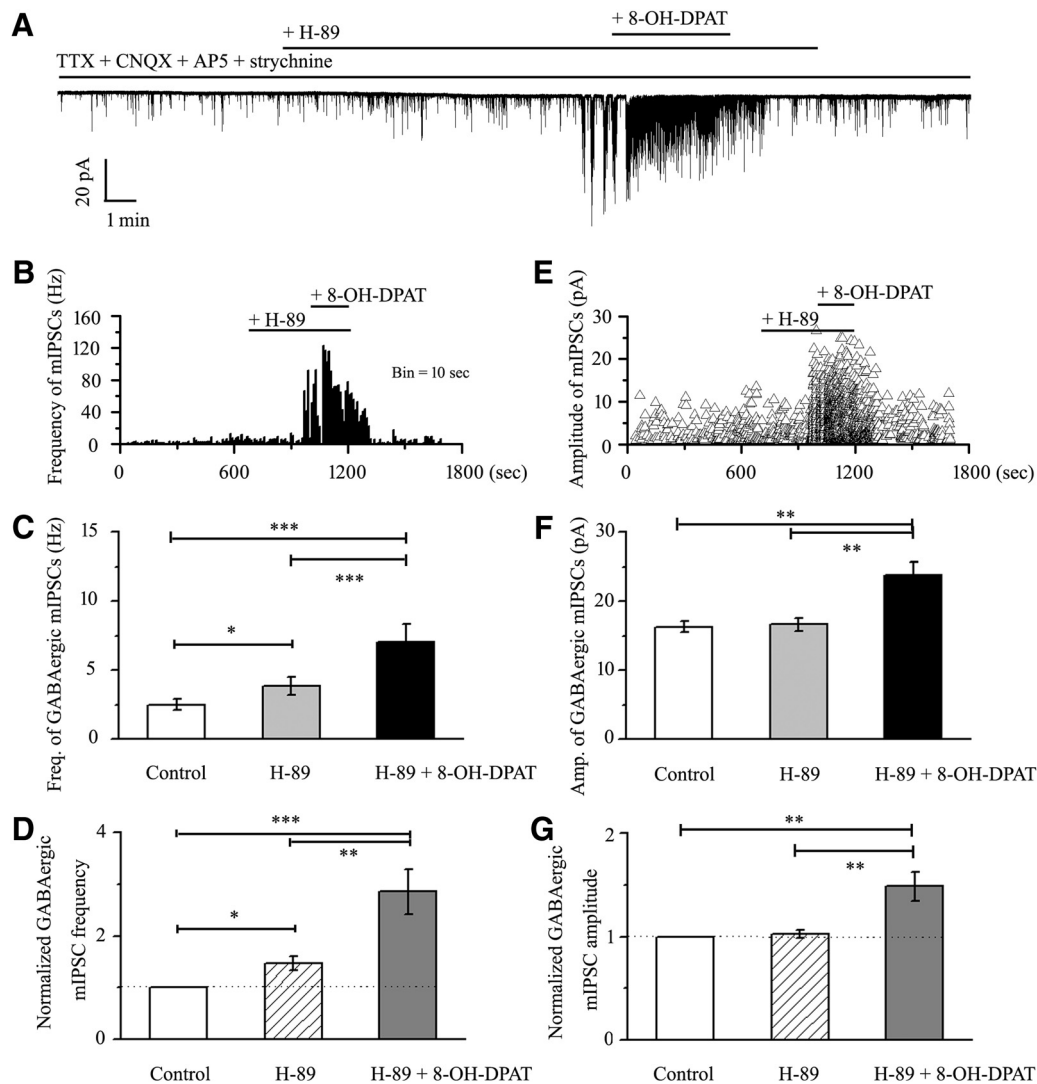 A
+ 8-OH-DPAT
+ H-89
TTX + CNQX + AP5 + strychnine
20 pA
1 min
B
+ 8-OH-DPAT
+ H-89
Bin = 10 sec
Frequency of mIPSCs (Hz)
160
120
80
40
0
0 600 1200 1800 (sec)
E
+ 8-OH-DPAT
+ H-89
Amplitude of mIPSCs (pA)
30
20
10
0
0 600 1200 1800 (sec)
C
Freq. of GABAergic mIPSCs (Hz)
15
10
5
0
***
***
*
Control H-89 H-89 + 8-OH-DPAT
F
Amp. of GABAergic mIPSCs (pA)
30
20
10
0
**
**
Control H-89 H-89 + 8-OH-DPAT
D
Normalized GABAergic
mIPSC frequency
4
2
0
***
**
*
Control H-89 H-89 + 8-OH-DPAT
G
Normalized GABAergic
mIPSC amplitude
2
1
0
**
**
Control H-89 H-89 + 8-OH-DPAT